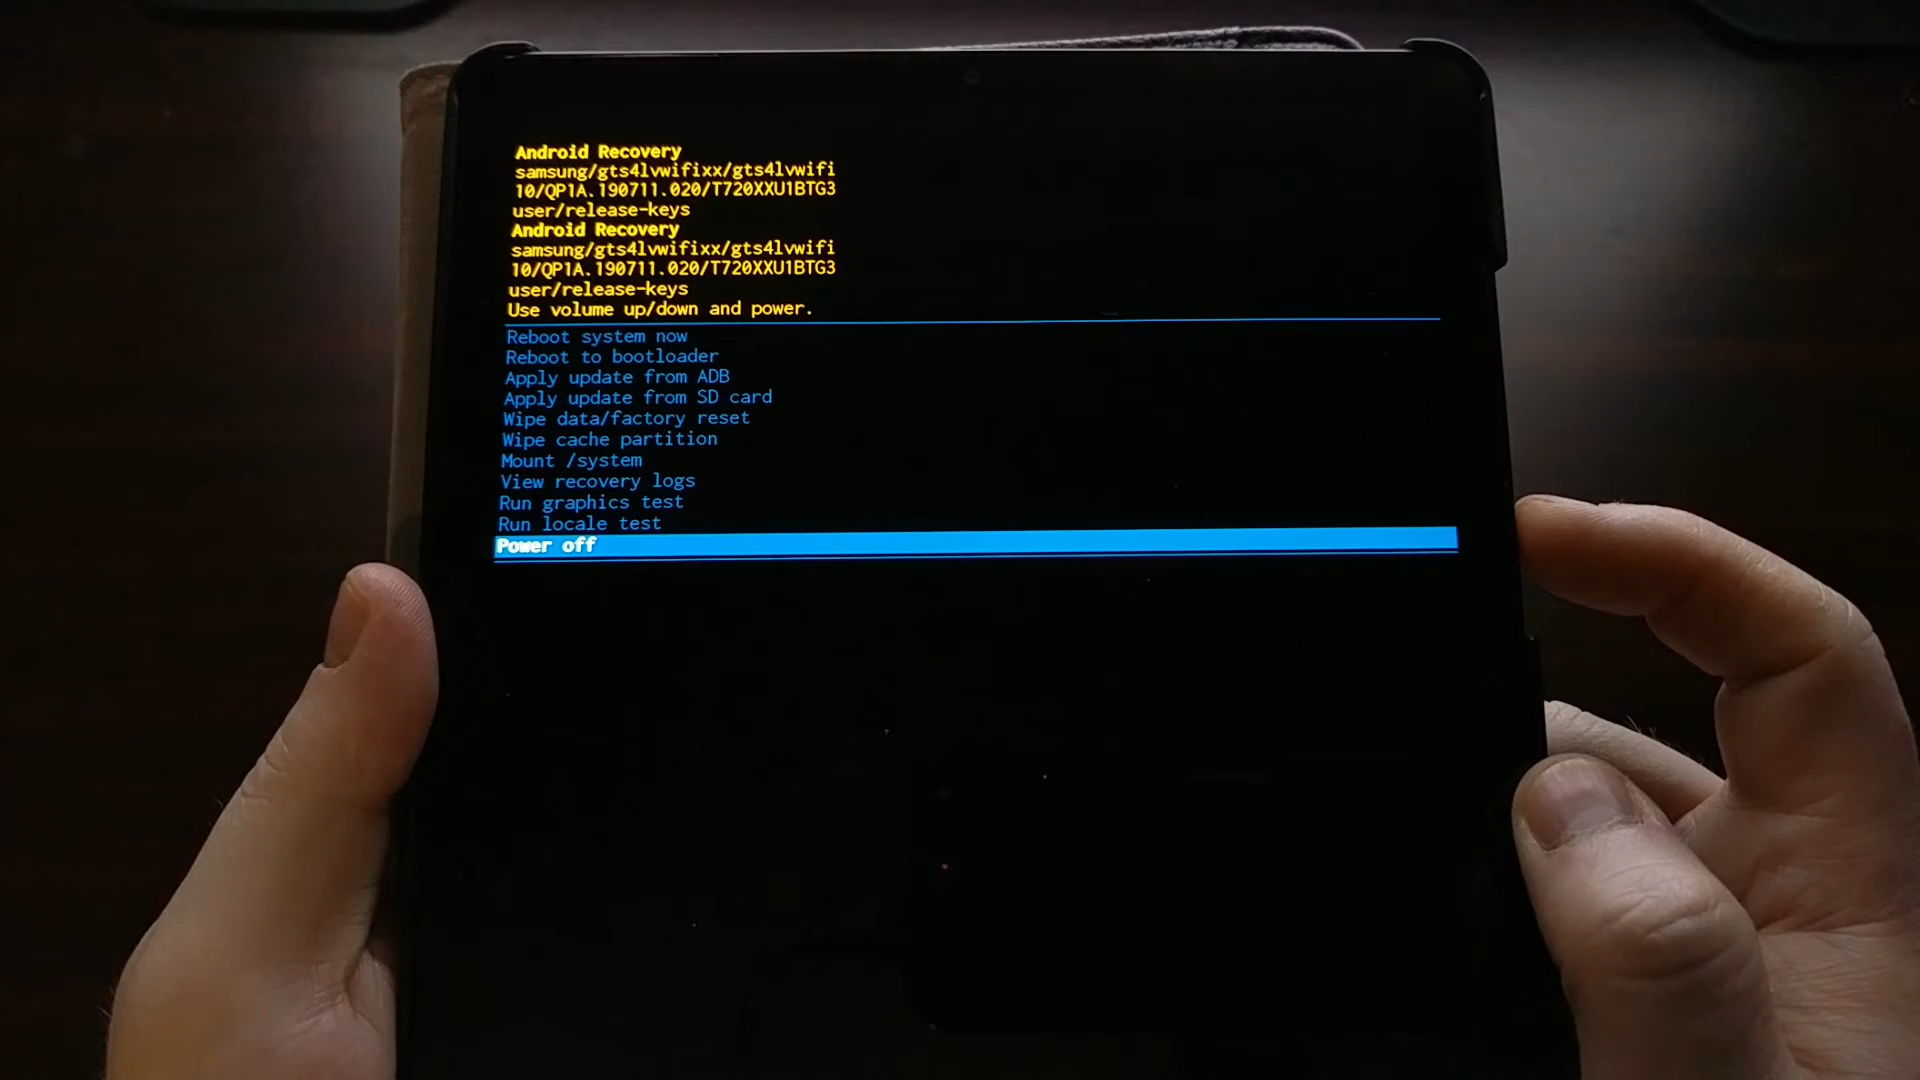 Android Recovery
samsung/gts4lvwifixx/gts4lvwifi
10/QP1A.190711.020/T720XXU1BTG3
user/release-keys
Android Recovery
samsung/gts4lvwifixx/gts4lvwifi
10/QP1A.190711.020/T720XXU1BTG3
user/release-keys
Use volume up/down and power.
Reboot system now
Reboot to bootloader
Apply update from ADB
Apply update from SD card
Wipe data/factory reset
Wipe cache partition
Mount /system
View recovery logs
Run graphics test
Run locale test
Power off